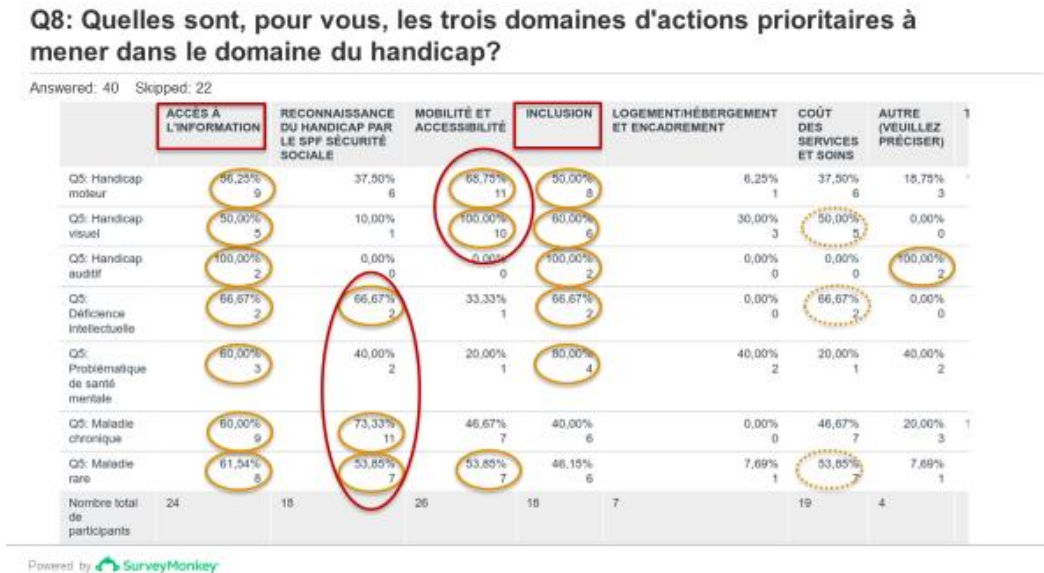 Q8: Quelles sont, pour vous, les trois domaines d'actions prioritaires à
mener dans le domaine du handicap?
Answered: 40 Skipped: 22
ACCÈS À L'INFORMATION RECONNAISSANCE DU HANDICAP PAR LE SPF SÉCURITÉ SOCIALE MOBILITÉ ET ACCESSIBILITÉ INCLUSION LOGEMENT/HÉBERGEMENT ET ENCADREMENT COÛT DES SERVICES ET SOINS AUTRE (VEUILLEZ PRÉCISER) T
Q5: Handicap 56,25% 37,50% 68,75% 50,00% 6,25% 37,50% 18,75%
moteur 9 6 11 8 1 6 3
Q5: Handicap 50,00% 10,00% 100,00% 60,00% 30,00% 50,00% 0,00%
visuel 5 1 10 6 3 5 0
Q5: Handicap 100,00% 0,00% 0,00% 100,00% 0,00% 0,00% 100,00%
auditif 2 0 0 2 0 0 2
Q5: 66,67% 66,67% 33,33% 66,67% 0,00% 66,67% 0,00%
Déficience 2 2 1 2 0 2 0
intellectuelle
Q5: 60,00% 40,00% 20,00% 80,00% 40,00% 20,00% 40,00%
Problématique 3 2 1 4 2 1 2
de santé
mentale
Q5: Maladie 60,00% 73,33% 46,67% 40,00% 0,00% 46,67% 20,00%
chronique 9 11 7 6 0 7 3
Q5: Maladie 61,54% 53,85% 53,85% 46,15% 7,69% 53,85% 7,69%
rare 8 7 7 6 1 7 1
Nombre total 24 18 26 18 7 19 4
de
participants
Powered by SurveyMonkey